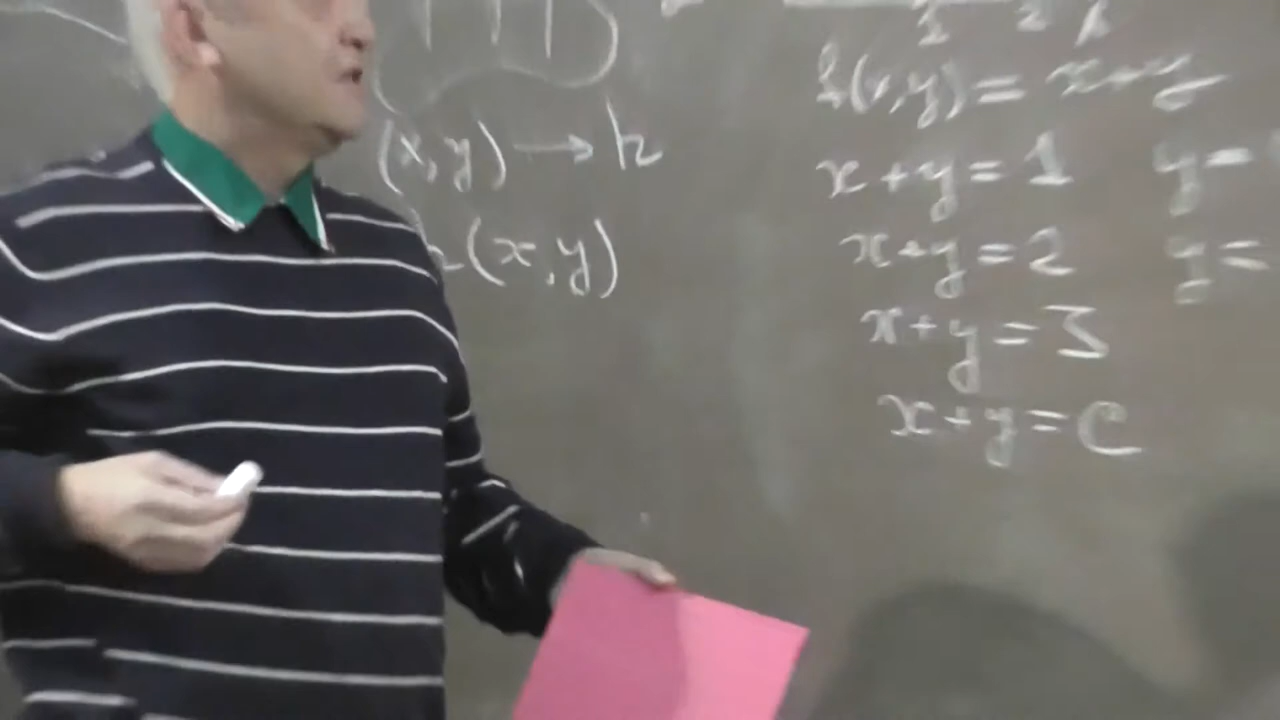 (x,y) → h
(x,y)
h(x,y) = x+y
x+y=1 y=
x+y=2 y=
x+y=3
x+y=C